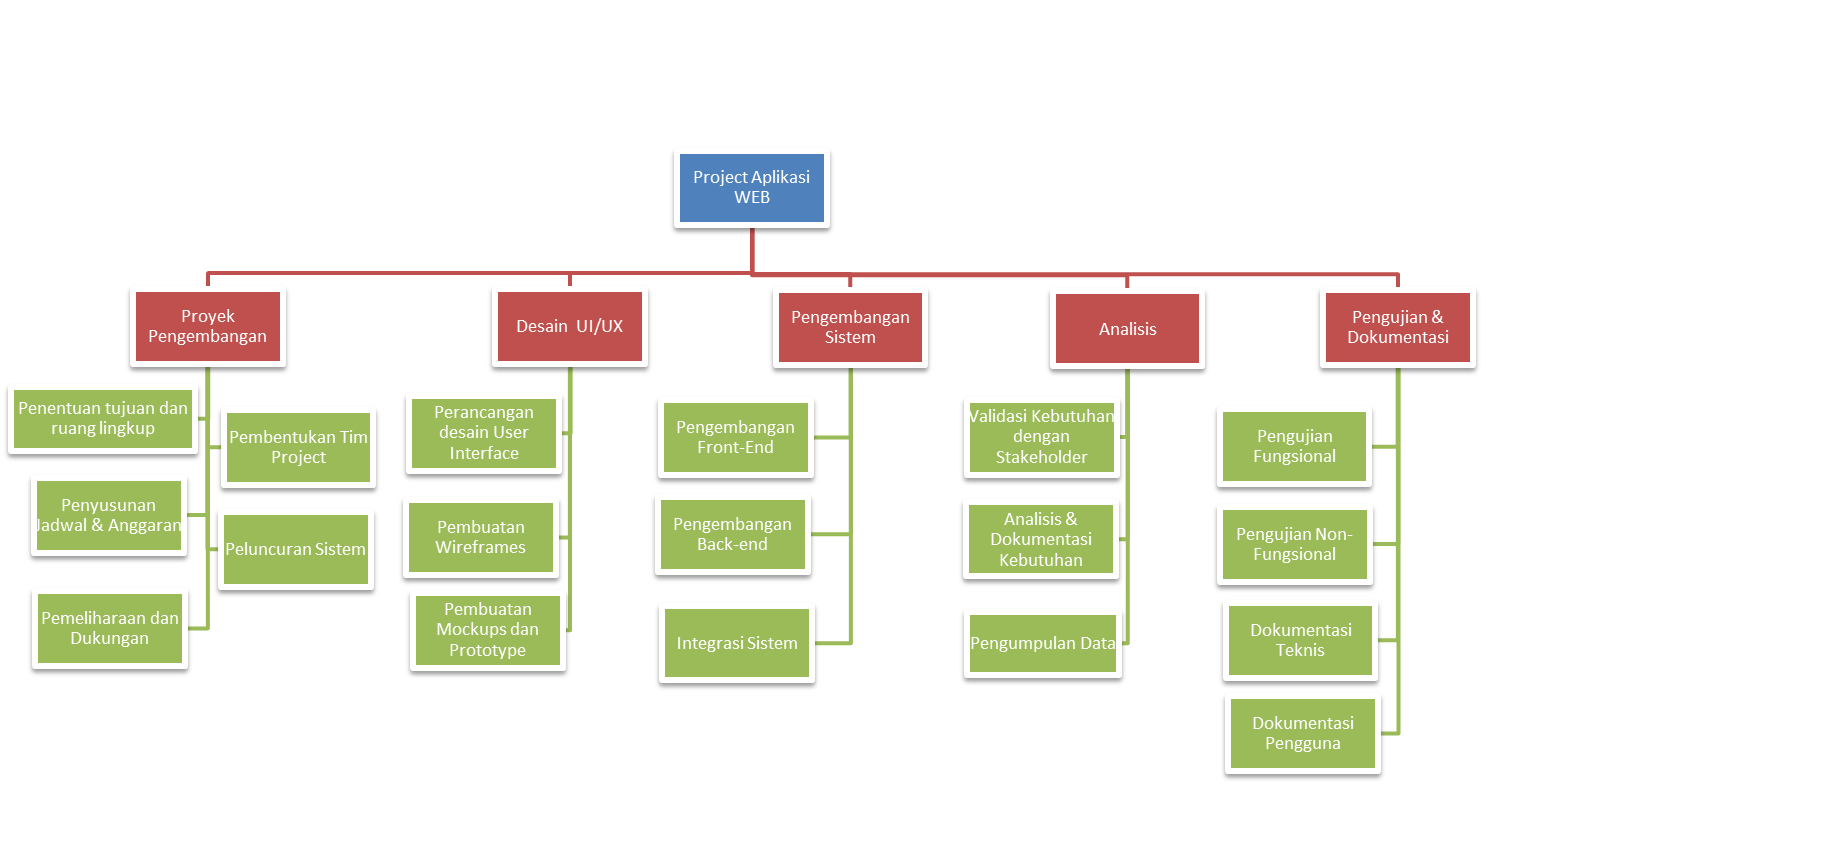 Project Aplikasi
WEB
Proyek
Pengembangan
Desain  UI/UX
Pengembangan
Sistem
Analisis
Pengujian &
Dokumentasi
Penentuan tujuan dan
ruang lingkup
Pembentukan Tim
Project
Penyusunan
Jadwal & Anggaran
Peluncuran Sistem
Pemeliharaan dan
Dukungan
Perancangan
desain User
Interface
Pembuatan
Wireframes
Pembuatan
Mockups dan
Prototype
Pengembangan
Front-End
Pengembangan
Back-end
Integrasi Sistem
Validasi Kebutuhan
dengan
Stakeholder
Analisis &
Dokumentasi
Kebutuhan
Pengumpulan Data
Pengujian
Fungsional
Pengujian Non-
Fungsional
Dokumentasi
Teknis
Dokumentasi
Pengguna